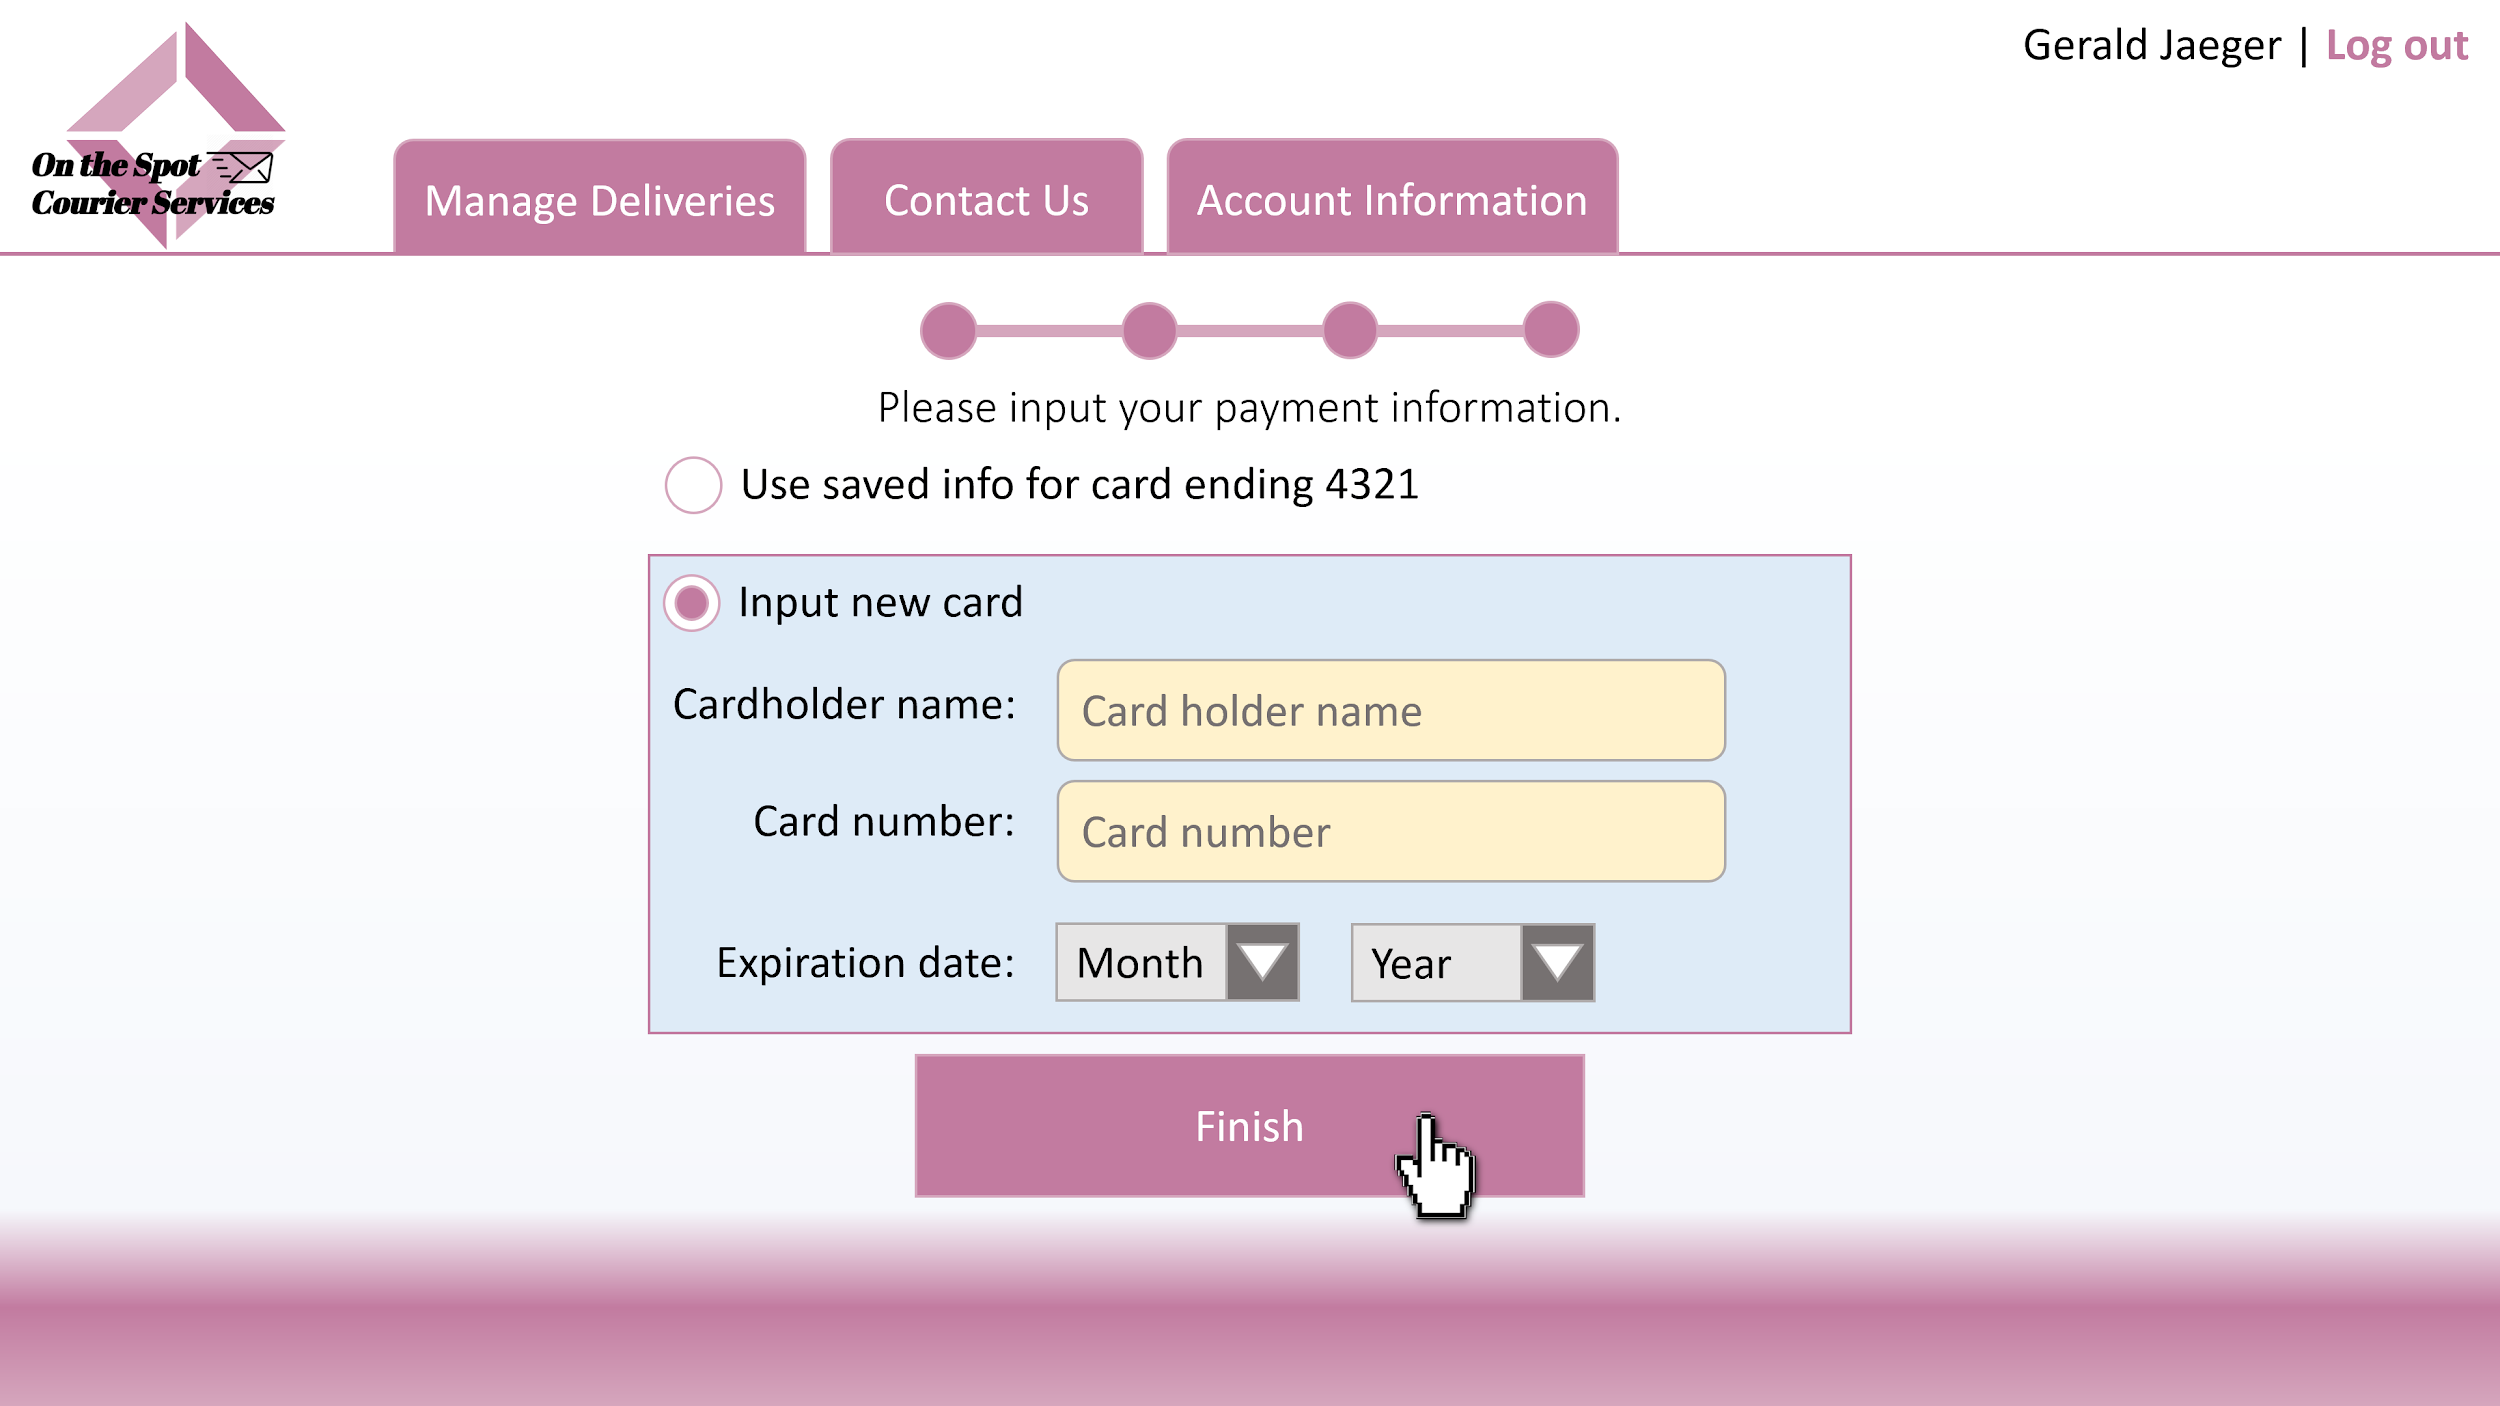 Gerald Jaeger | Log out
On the Spot
Courier Services
Manage Deliveries
Contact Us
Account Information
Please input your payment information.
Use saved info for card ending 4321
Input new card
Cardholder name:
Card holder name
Card number:
Card number
Expiration date:
Month
Year
Finish